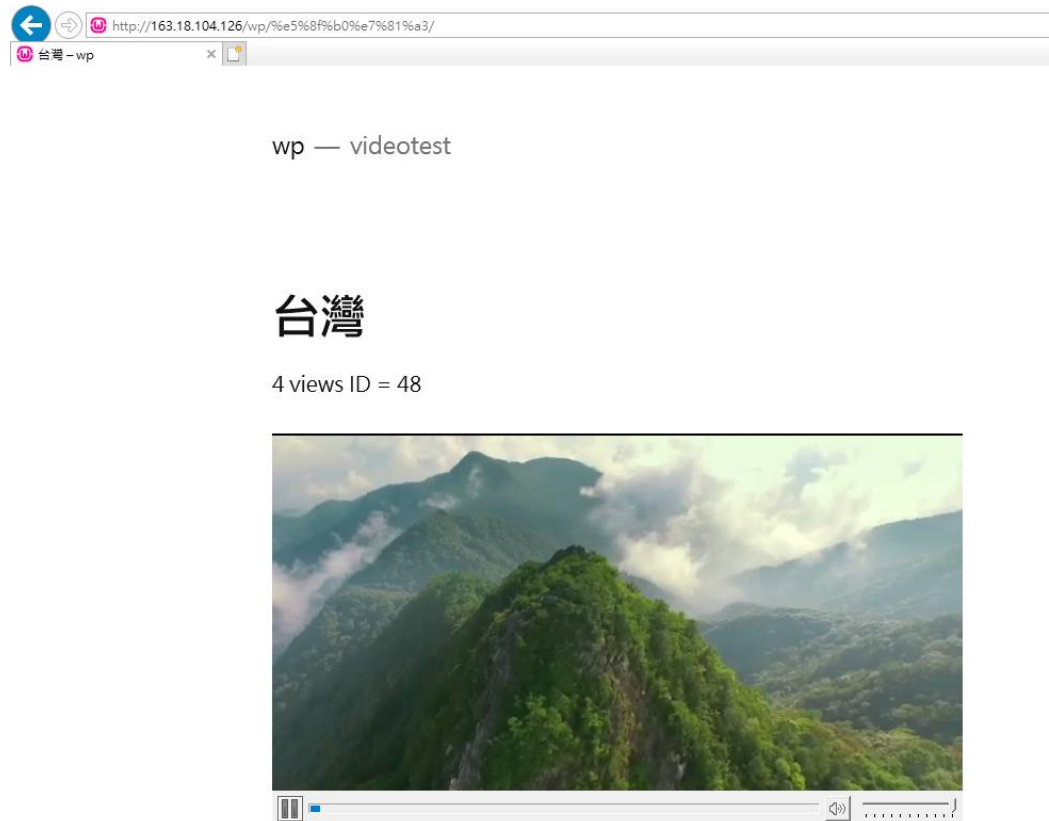 http://163.18.104.126/wp/%e5%8f%b0%e7%81%a3/
台灣 – wp
wp — videotest
台灣
4 views ID = 48